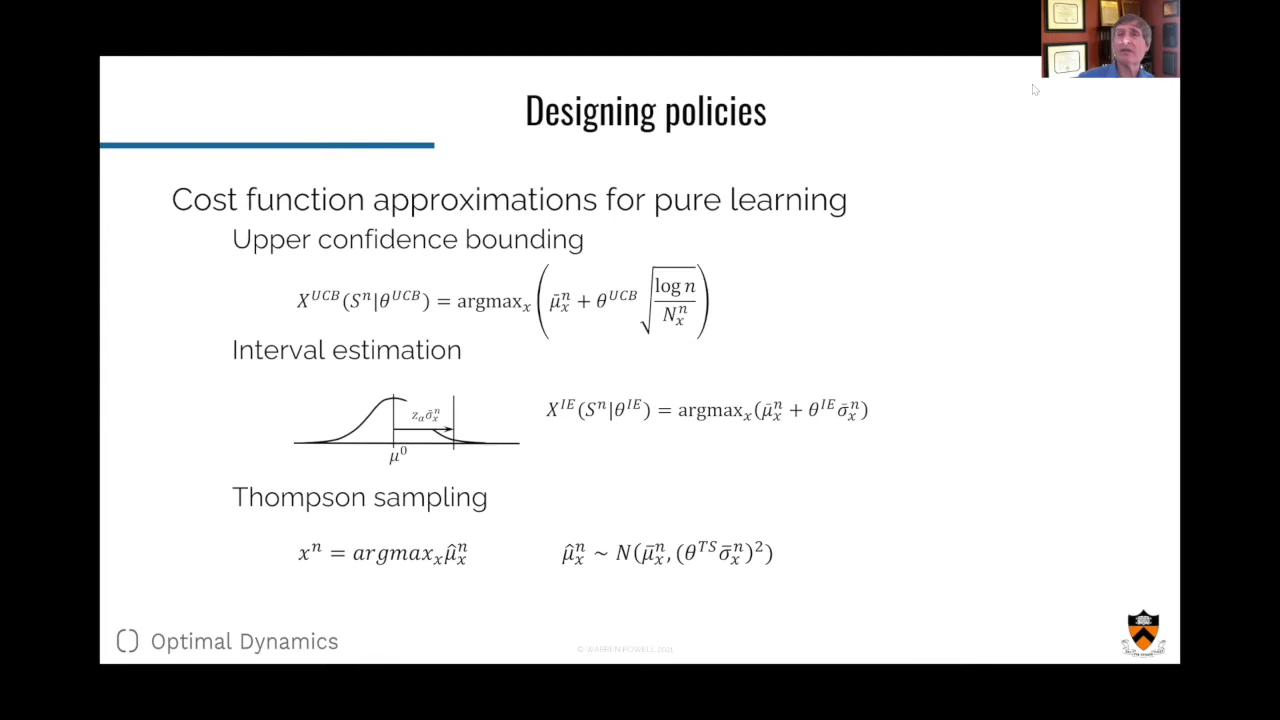 Designing policies
Cost function approximations for pure learning
Upper confidence bounding
X^{UCB}(S^n|θ^{UCB}) = argmax_x (μ̄_x^n + θ^{UCB} √(log n / N_x^n))
Interval estimation
z_α σ̄_x^n
μ^0
X^{IE}(S^n|θ^{IE}) = argmax_x(μ̄_x^n + θ^{IE} σ̄_x^n)
Thompson sampling
x^n = argmax_x μ̂_x^n
μ̂_x^n ~ N(μ̄_x^n, (θ^{TS} σ̄_x^n)^2)
Optimal Dynamics
© WARREN POWELL 2021